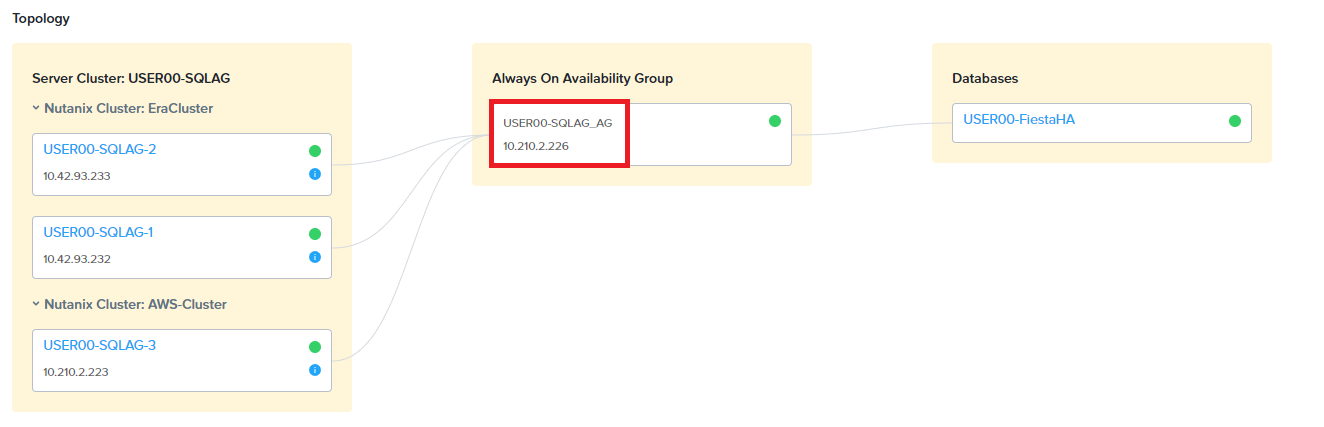 Topology
Server Cluster: USER00-SQLAG
Nutanix Cluster: EraCluster
USER00-SQLAG-2
10.42.93.233
USER00-SQLAG-1
10.42.93.232
Nutanix Cluster: AWS-Cluster
USER00-SQLAG-3
10.210.2.223
Always On Availability Group
USER00-SQLAG_AG
10.210.2.226
Databases
USER00-FiestaHA